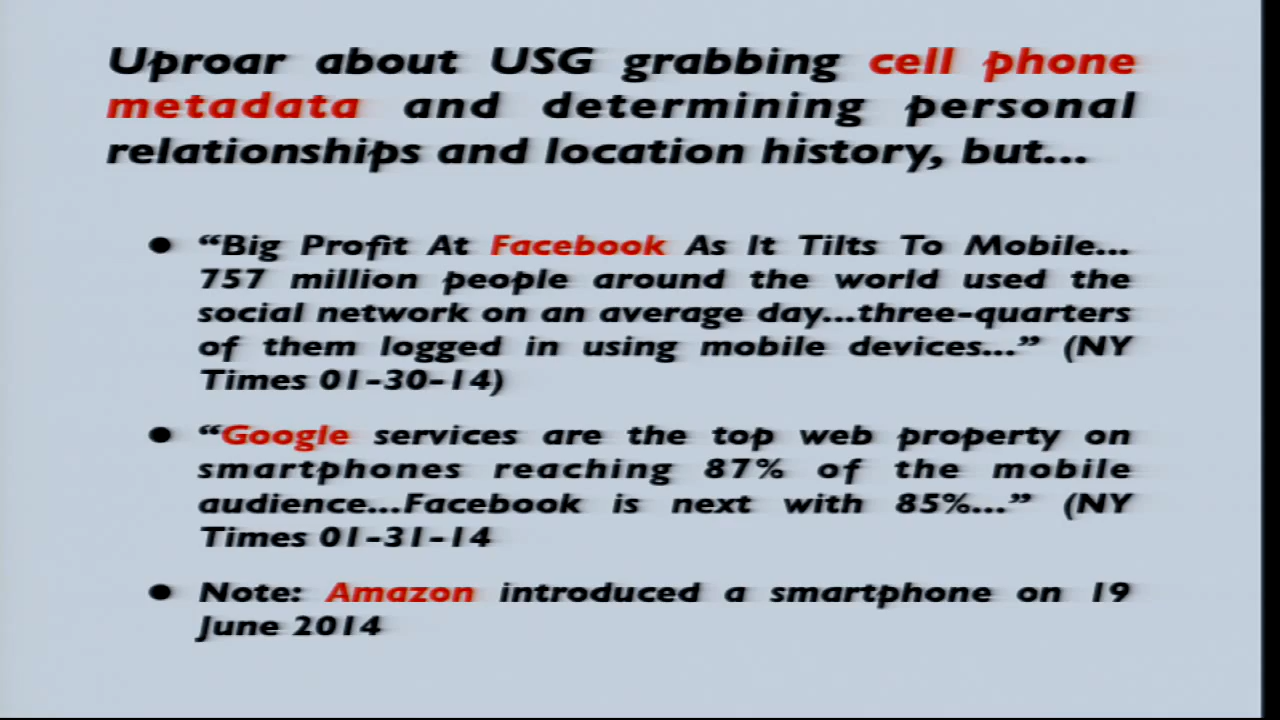 Uproar about USG grabbing cell phone
metadata and determining personal
relationships and location history, but...
• “Big Profit At Facebook As It Tilts To Mobile...
757 million people around the world used the
social network on an average day...three-quarters
of them logged in using mobile devices...” (NY
Times 01-30-14)
• “Google services are the top web property on
smartphones reaching 87% of the mobile
audience...Facebook is next with 85%...” (NY
Times 01-31-14
• Note: Amazon introduced a smartphone on 19
June 2014